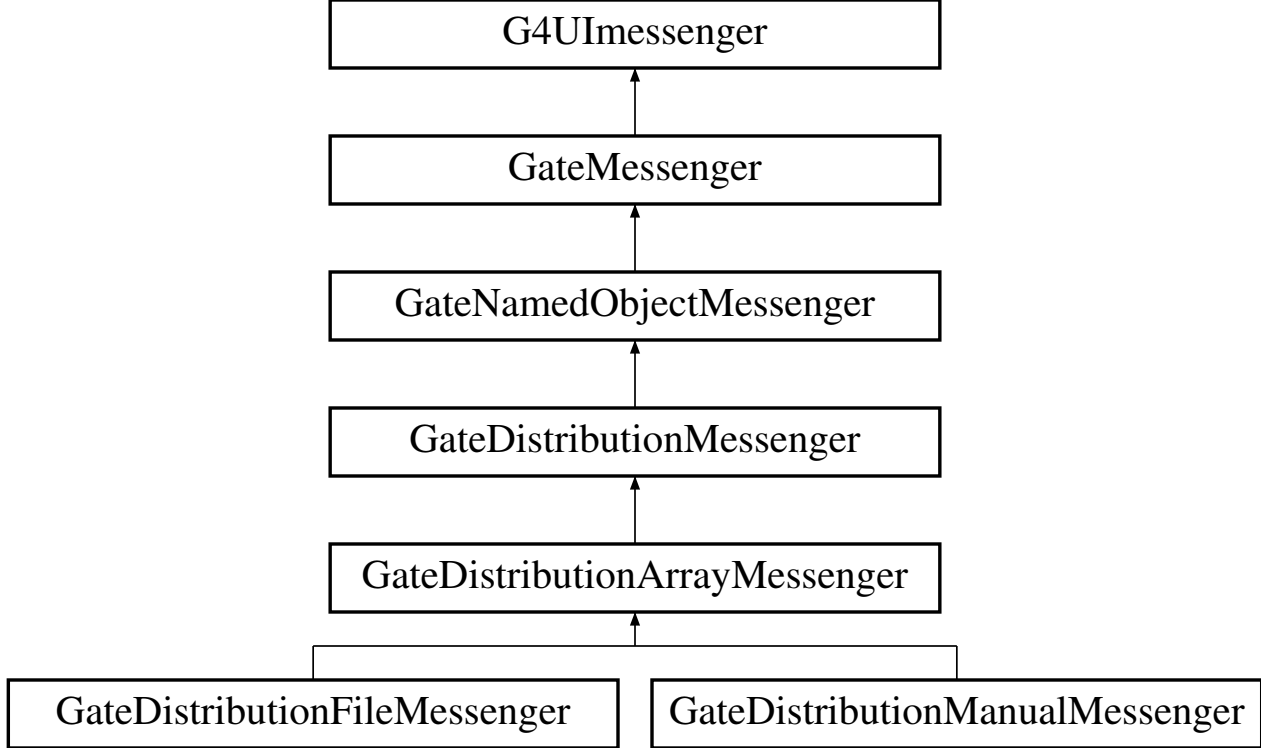 G4UImessenger
GateMessenger
GateNamedObjectMessenger
GateDistributionMessenger
GateDistributionArrayMessenger
GateDistributionFileMessenger
GateDistributionManualMessenger